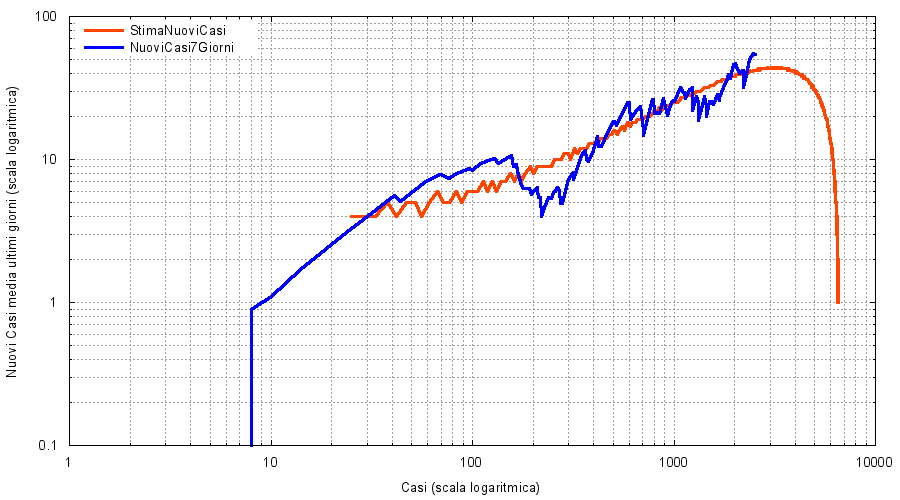 100
StimaNuoviCasi
NuoviCasi7Giorni
10
1
0.1
Nuovi Casi media ultimi giorni (scala logaritmica)
1
10
100
1000
10000
Casi (scala logaritmica)